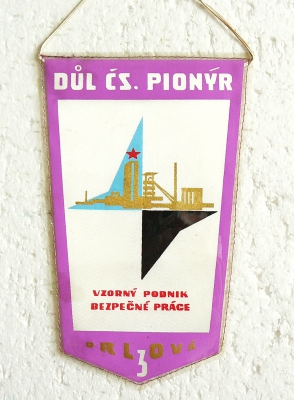 DŮL ČS. PIONÝR
VZORNÝ PODNIK
BEZPEČNÉ PRÁCE
ORLOVÁ
3